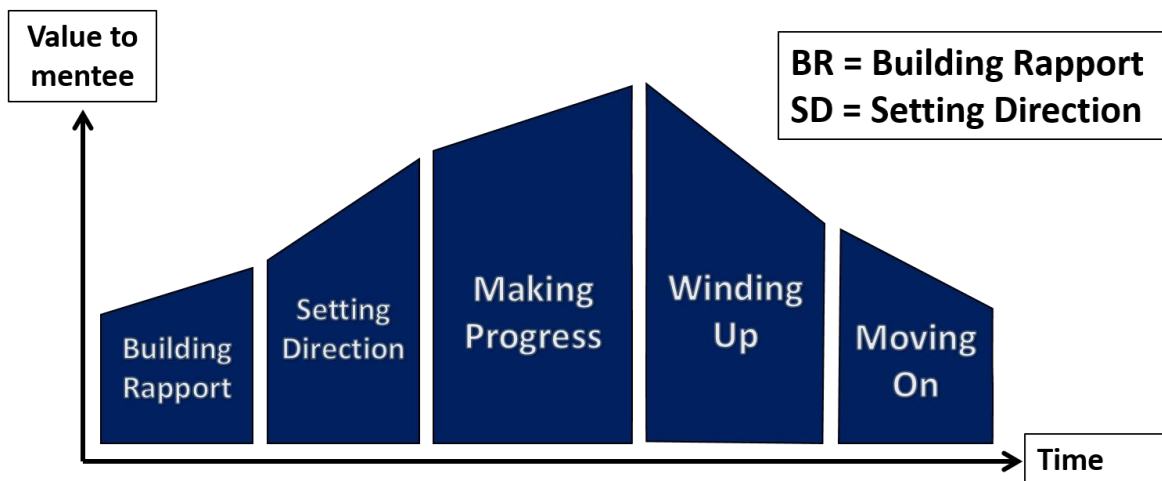 Value to
mentee
BR = Building Rapport
SD = Setting Direction
Building
Rapport
Setting
Direction
Making
Progress
Winding
Up
Moving
On
Time